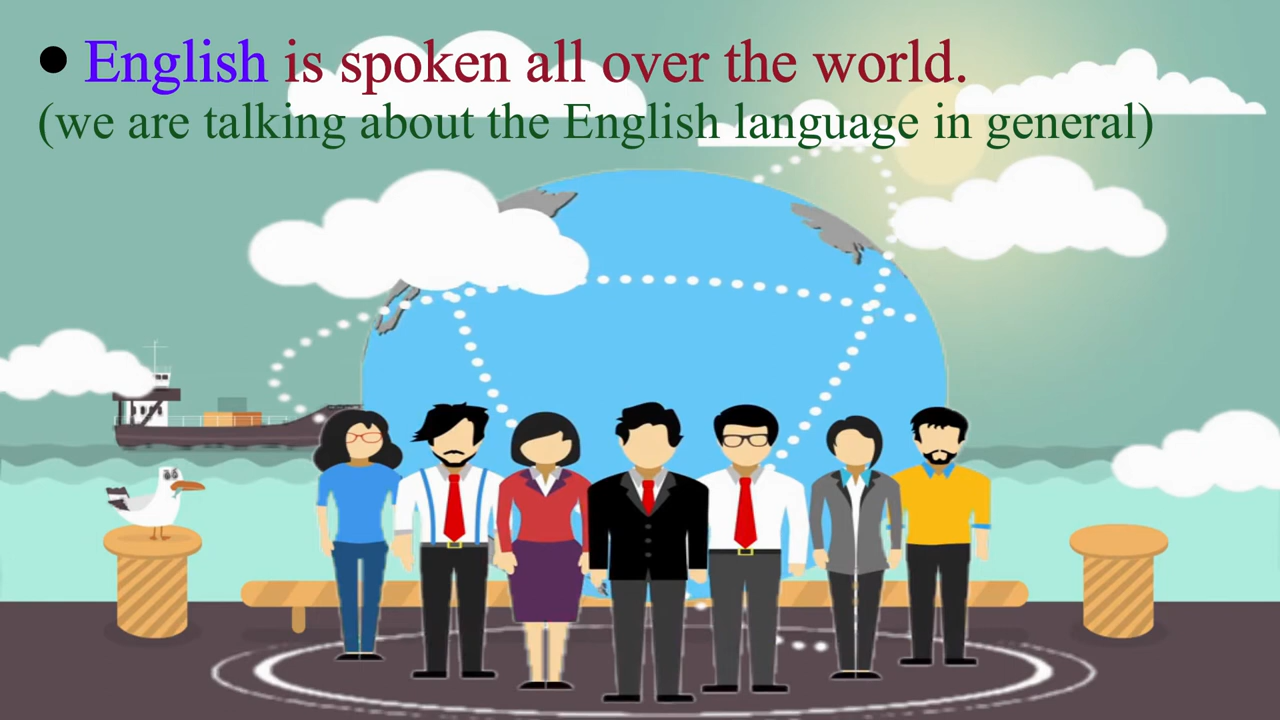 ● English is spoken all over the world.
(we are talking about the English language in general)